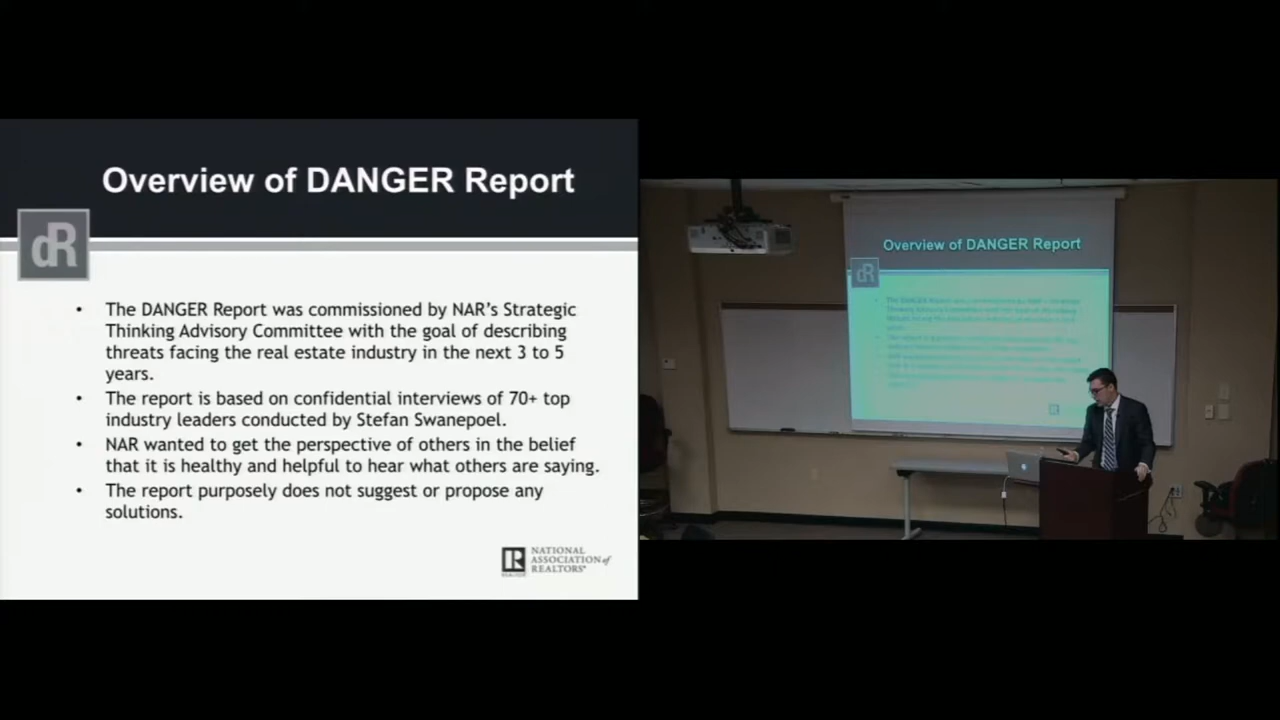 Overview of DANGER Report
dR
• The DANGER Report was commissioned by NAR's Strategic
Thinking Advisory Committee with the goal of describing
threats facing the real estate industry in the next 3 to 5
years.
• The report is based on confidential interviews of 70+ top
industry leaders conducted by Stefan Swanepoel.
• NAR wanted to get the perspective of others in the belief
that it is healthy and helpful to hear what others are saying.
• The report purposely does not suggest or propose any
solutions.
NATIONAL
ASSOCIATION of
REALTORS®
Overview of DANGER Report
dR